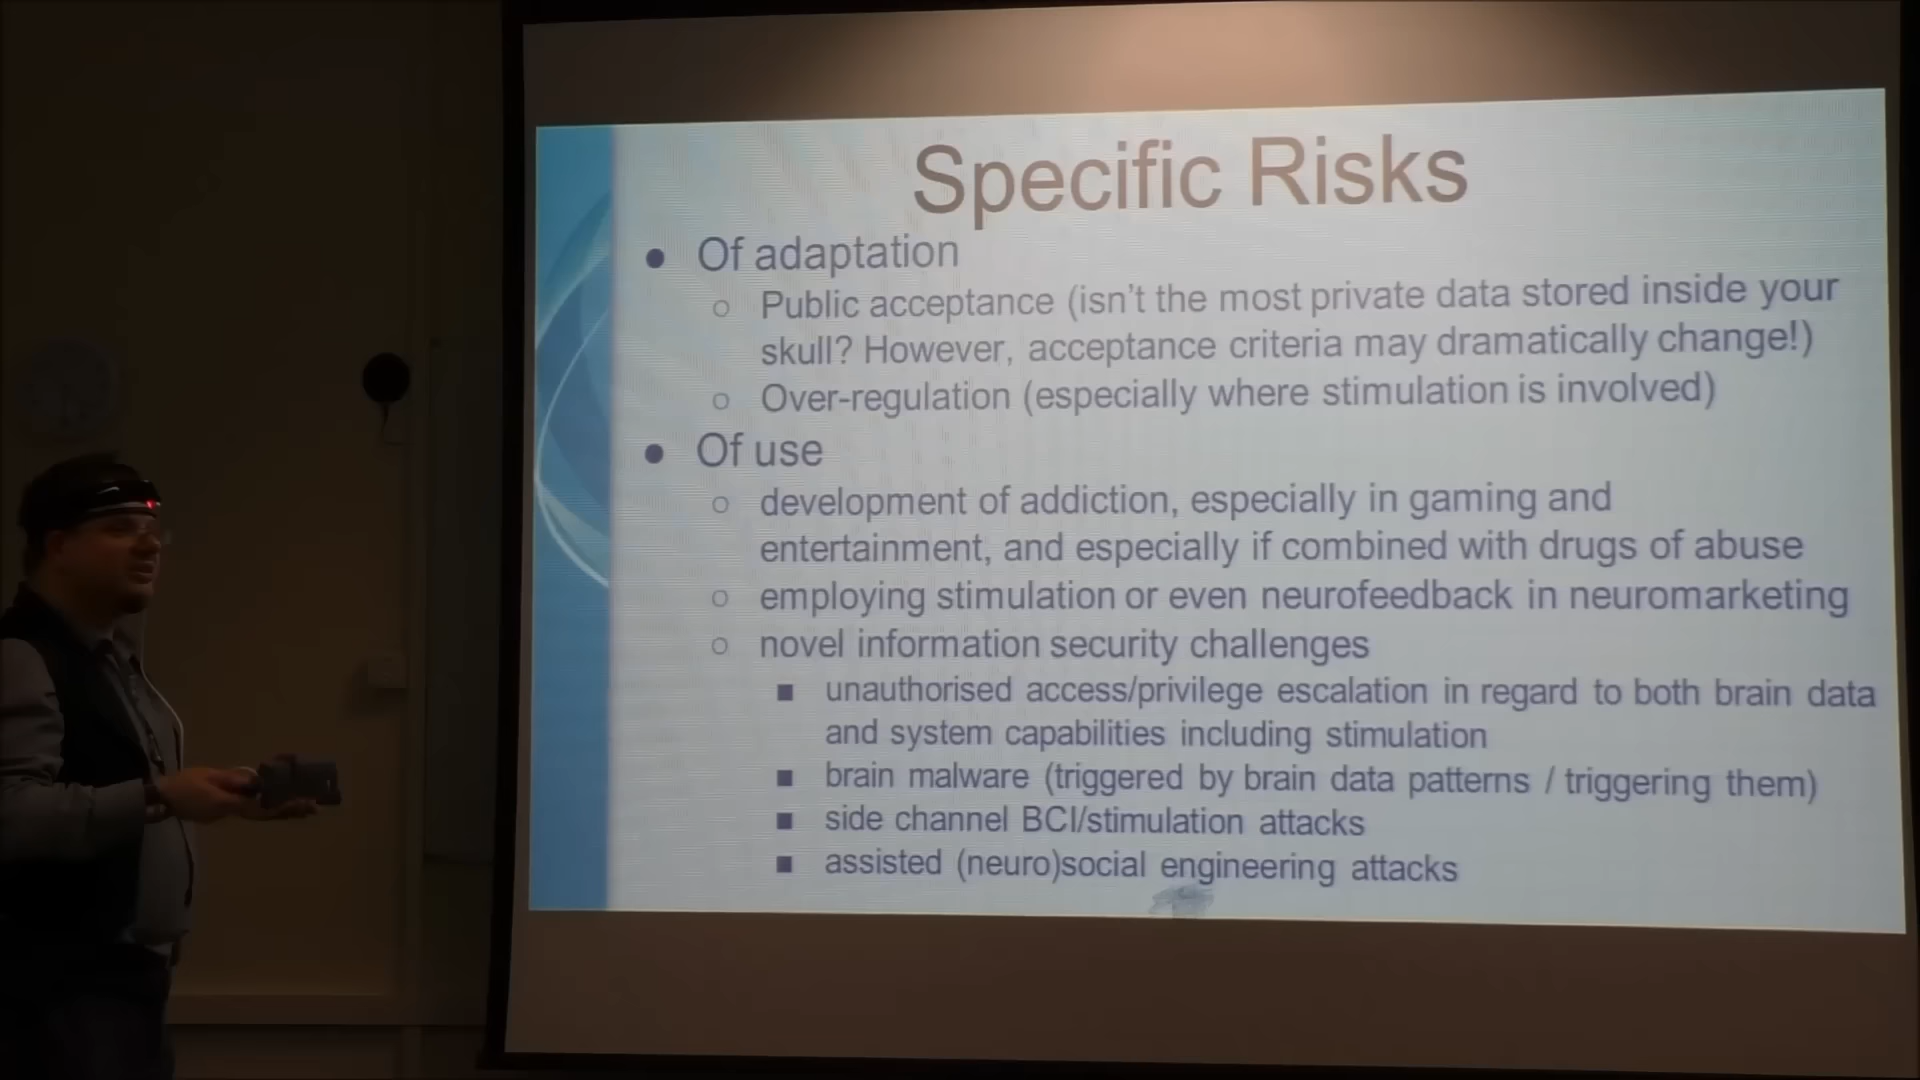 Specific Risks
● Of adaptation
○ Public acceptance (isn't the most private data stored inside your
skull? However, acceptance criteria may dramatically change!)
○ Over-regulation (especially where stimulation is involved)
● Of use
○ development of addiction, especially in gaming and
entertainment, and especially if combined with drugs of abuse
○ employing stimulation or even neurofeedback in neuromarketing
○ novel information security challenges
■ unauthorised access/privilege escalation in regard to both brain data
and system capabilities including stimulation
■ brain malware (triggered by brain data patterns / triggering them)
■ side channel BCI/stimulation attacks
■ assisted (neuro)social engineering attacks